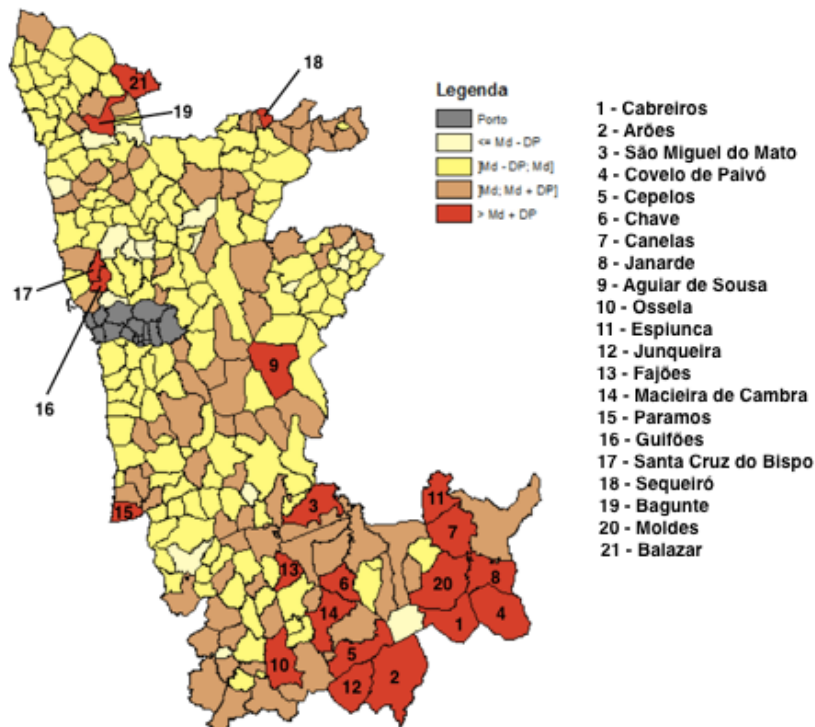 21
18
19
17
16
9
15
3
11
7
13
6
20
8
14
1
4
5
10
12
2
Legenda
Porto
<= Md - DP
]Md - DP; Md]
]Md; Md + DP]
> Md + DP
1 - Cabreiros
2 - Arões
3 - São Miguel do Mato
4 - Covelo de Paivó
5 - Cepelos
6 - Chave
7 - Canelas
8 - Janarde
9 - Aguiar de Sousa
10 - Ossela
11 - Espiunca
12 - Junqueira
13 - Fajões
14 - Macieira de Cambra
15 - Paramos
16 - Guifões
17 - Santa Cruz do Bispo
18 - Sequeiró
19 - Bagunte
20 - Moldes
21 - Balazar